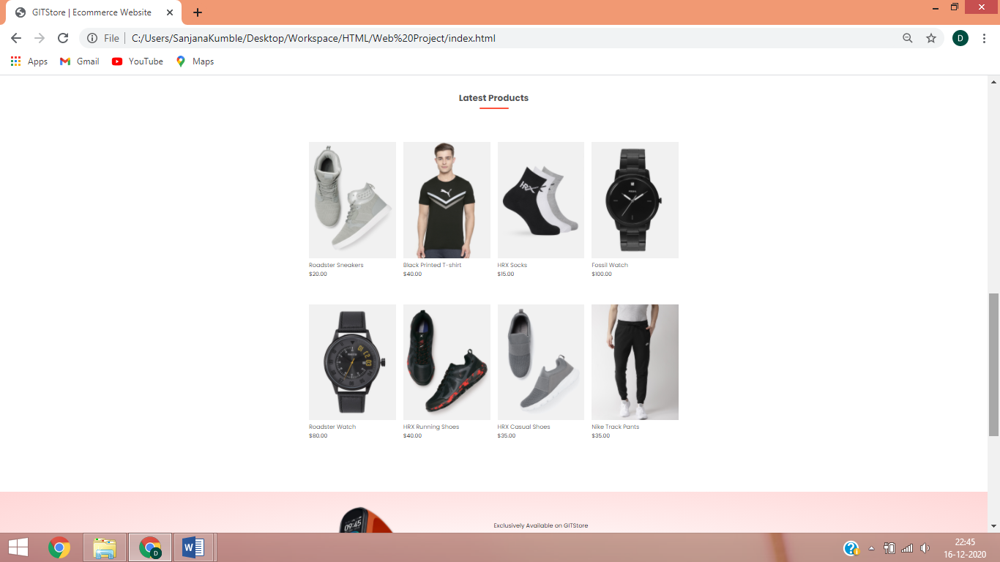 GITStore | Ecommerce Website
File
C:/Users/SanjanaKumble/Desktop/Workspace/HTML/Web%20Project/index.html
D
Apps
Gmail
YouTube
Maps
Latest Products
HRX
FOSSIL
Roadster Sneakers
Black Printed T-shirt
HRX Socks
Fossil Watch
$20.00
$40.00
$15.00
$100.00
Roadster Watch
HRX Running Shoes
HRX Casual Shoes
Nike Track Pants
$80.00
$40.00
$35.00
$35.00
09:45
Exclusively Available on GITStore
D
W
22:45
16-12-2020